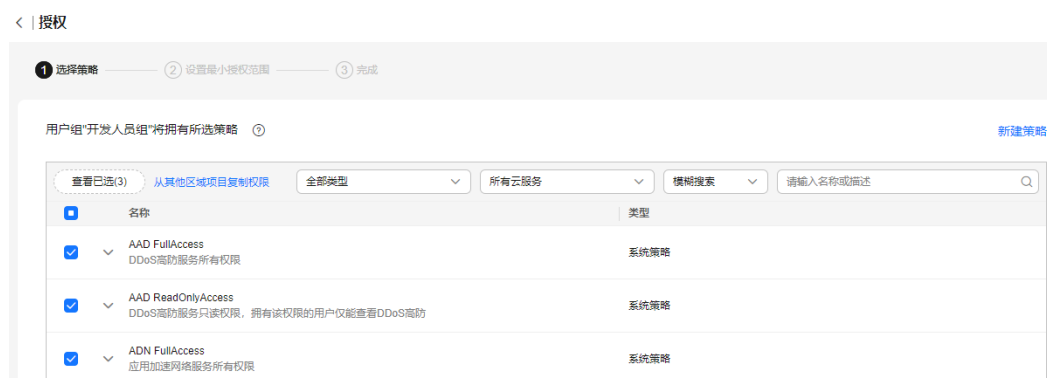 授权
1 选择策略 2 设置最小授权范围 3 完成
用户组"开发人员组"将拥有所选策略 ?
新建策略
查看已选(3) 从其他区域项目复制权限 全部类型 所有云服务 模糊搜索 请输入名称或描述
名称 类型
AAD FullAccess
DDoS高防服务所有权限
系统策略
AAD ReadOnlyAccess
DDoS高防服务只读权限，拥有该权限的用户仅能查看DDoS高防
系统策略
ADN FullAccess
应用加速网络服务所有权限
系统策略